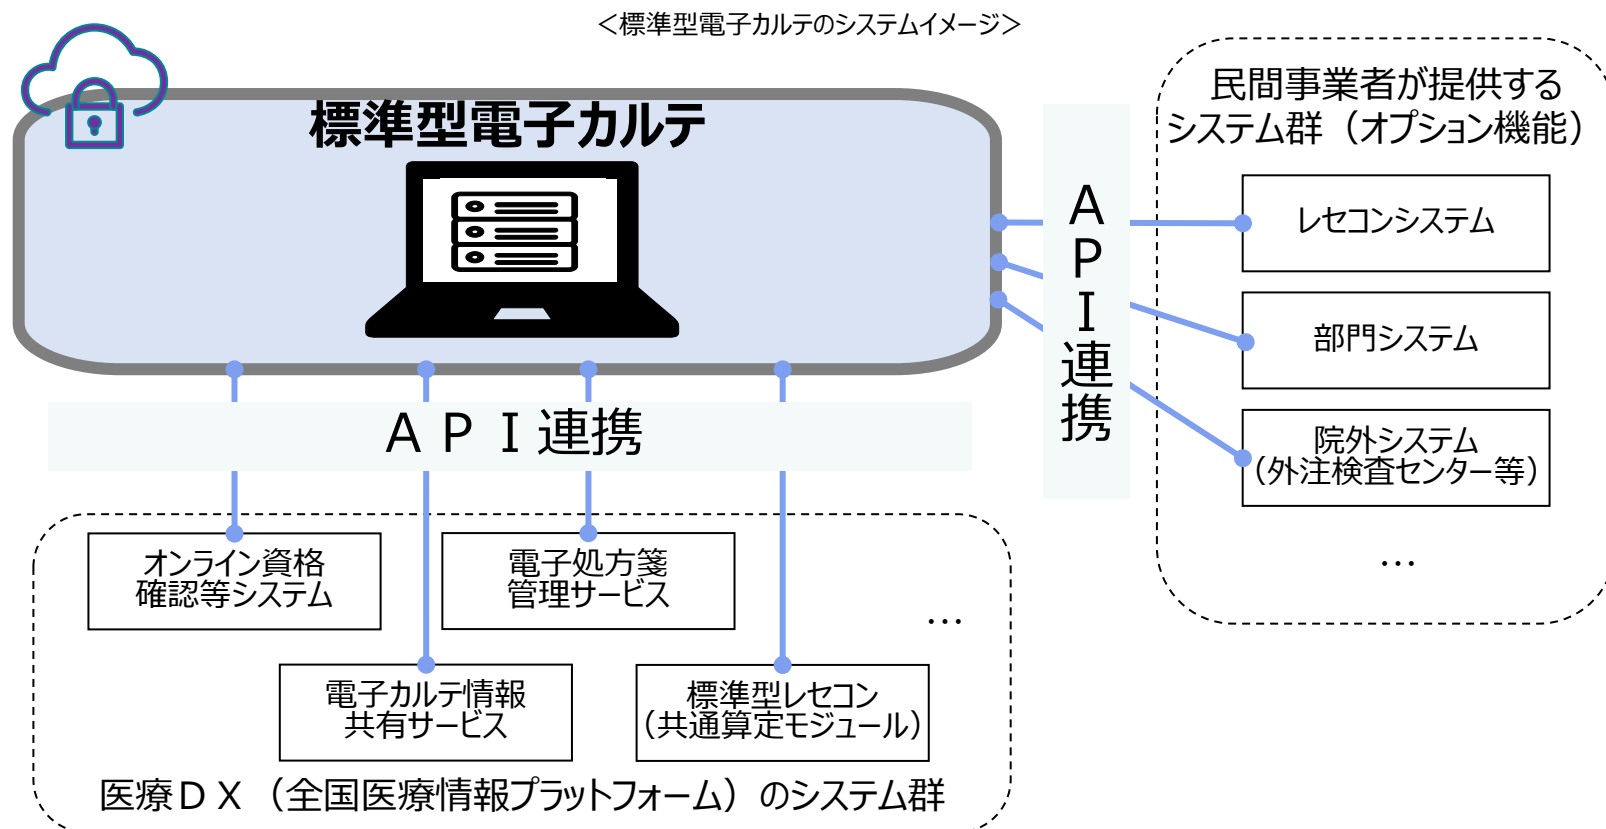 ＜標準型電子カルテのシステムイメージ＞
標準型電子カルテ
ＡＰＩ連携
ＡＰＩ連携
民間事業者が提供する
システム群（オプション機能）
レセコンシステム
部門システム
院外システム
（外注検査センター等）
…
オンライン資格
確認等システム
電子処方箋
管理サービス
…
電子カルテ情報
共有サービス
標準型レセコン
（共通算定モジュール）
医療ＤＸ（全国医療情報プラットフォーム）のシステム群